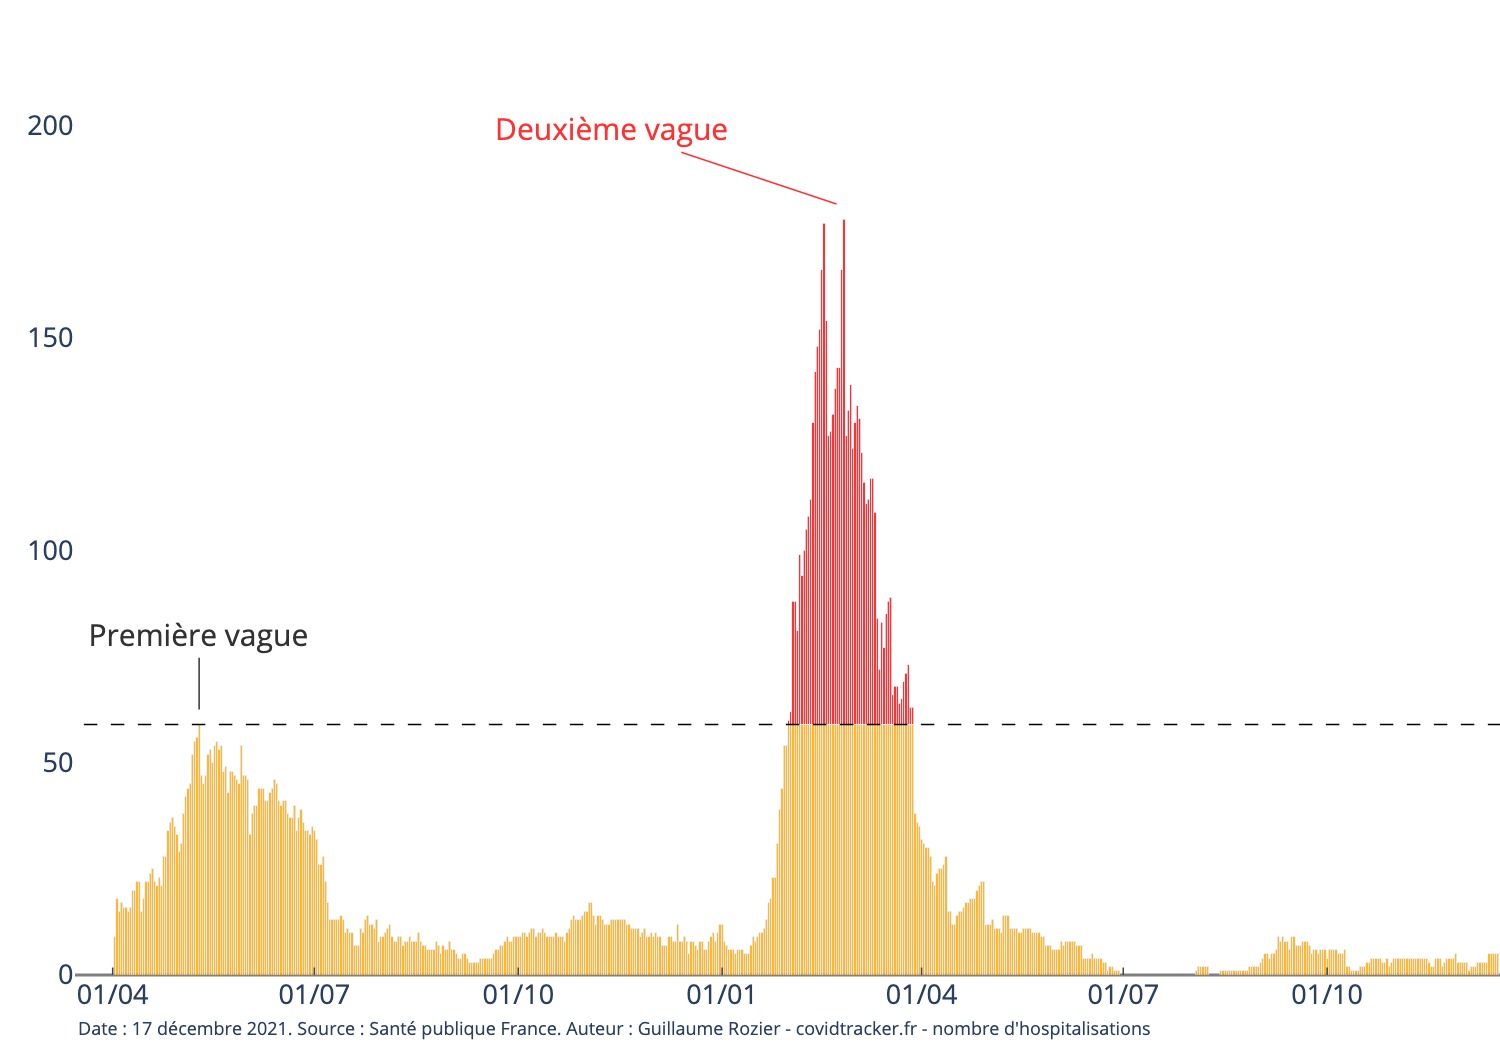 200
Deuxième vague
150
100
Première vague
50
0
01/04 01/07 01/10 01/01 01/04 01/07 01/10
Date : 17 décembre 2021. Source : Santé publique France. Auteur : Guillaume Rozier - covidtracker.fr - nombre d'hospitalisations